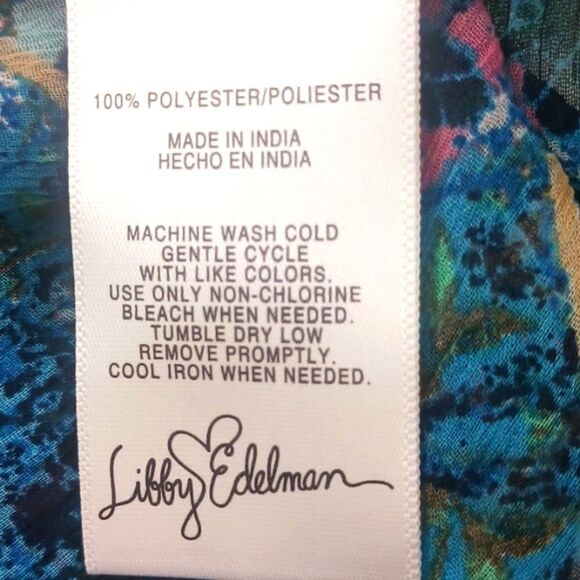 100% POLYESTER/POLIESTER
MADE IN INDIA
HECHO EN INDIA
MACHINE WASH COLD
GENTLE CYCLE
WITH LIKE COLORS.
USE ONLY NON-CHLORINE
BLEACH WHEN NEEDED.
TUMBLE DRY LOW
REMOVE PROMPTLY.
COOL IRON WHEN NEEDED.
Libby Edelman